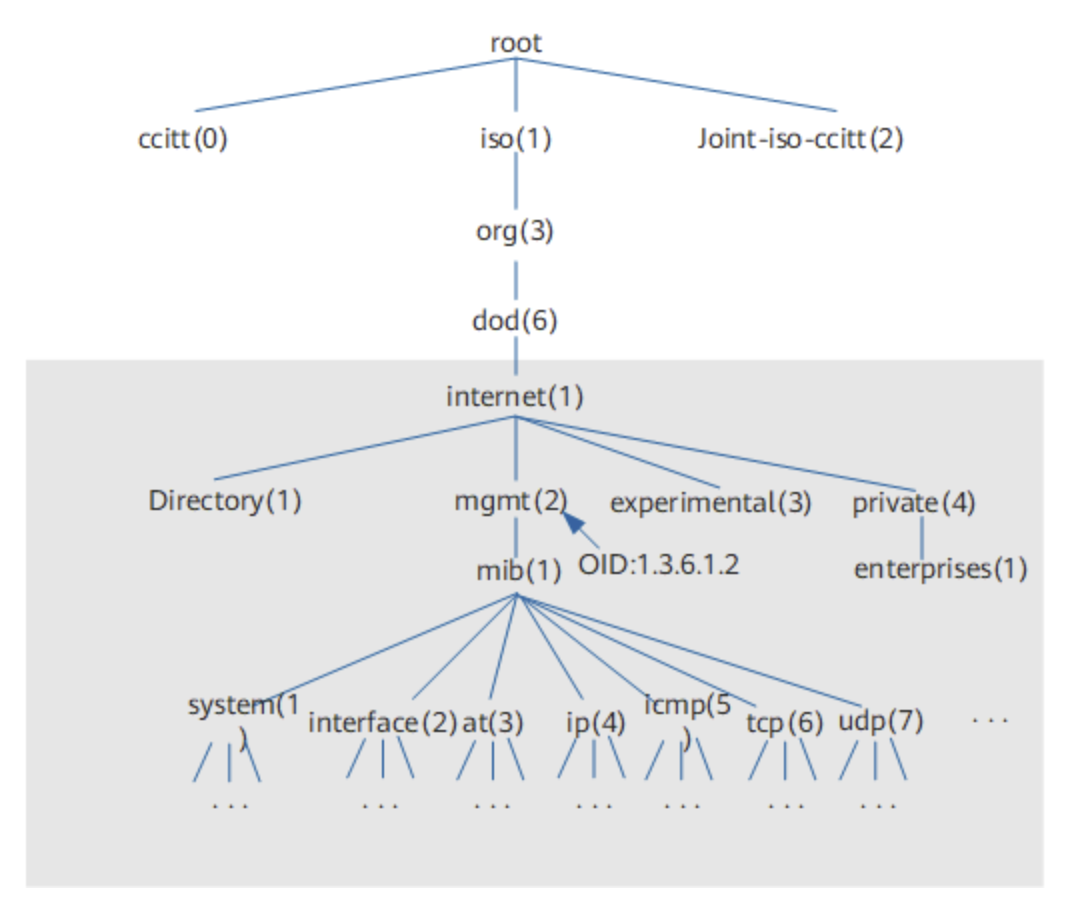 root
ccitt(0)
iso(1)
Joint-iso-ccitt(2)
org(3)
dod(6)
internet(1)
Directory(1)
mgmt(2)
experimental(3)
private(4)
OID:1.3.6.1.2
mib(1)
enterprises(1)
system(1
)
interface(2)
at(3)
ip(4)
icmp(5
)
tcp(6)
udp(7)
...
... ... ... ... ... ... ...